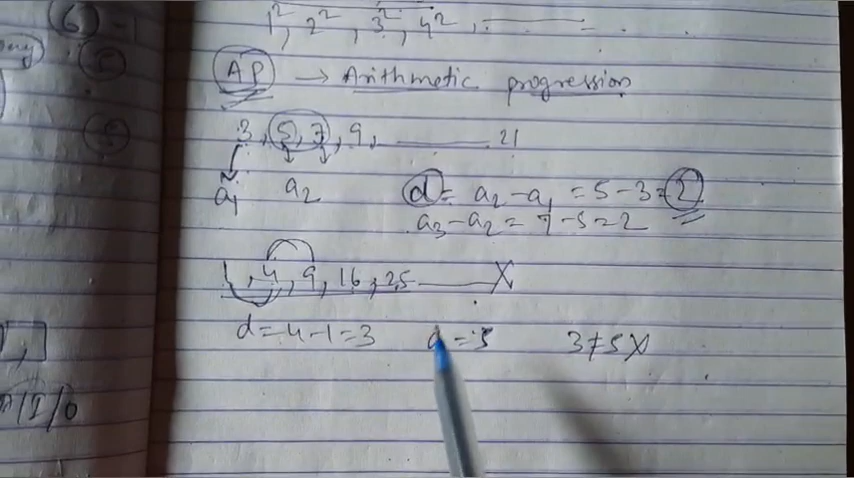 1², 2², 3², 4², ........
AP → Arithmetic progression
3, 5, 7, 9, ........ 21
a₁ a₂ d = a₂ - a₁ = 5 - 3 = 2
a₃ - a₂ = 7 - 5 = 2
1, 4, 9, 16, 25 ........ X
d = 4 - 1 = 3 d = 5 3 ≠ 5 X